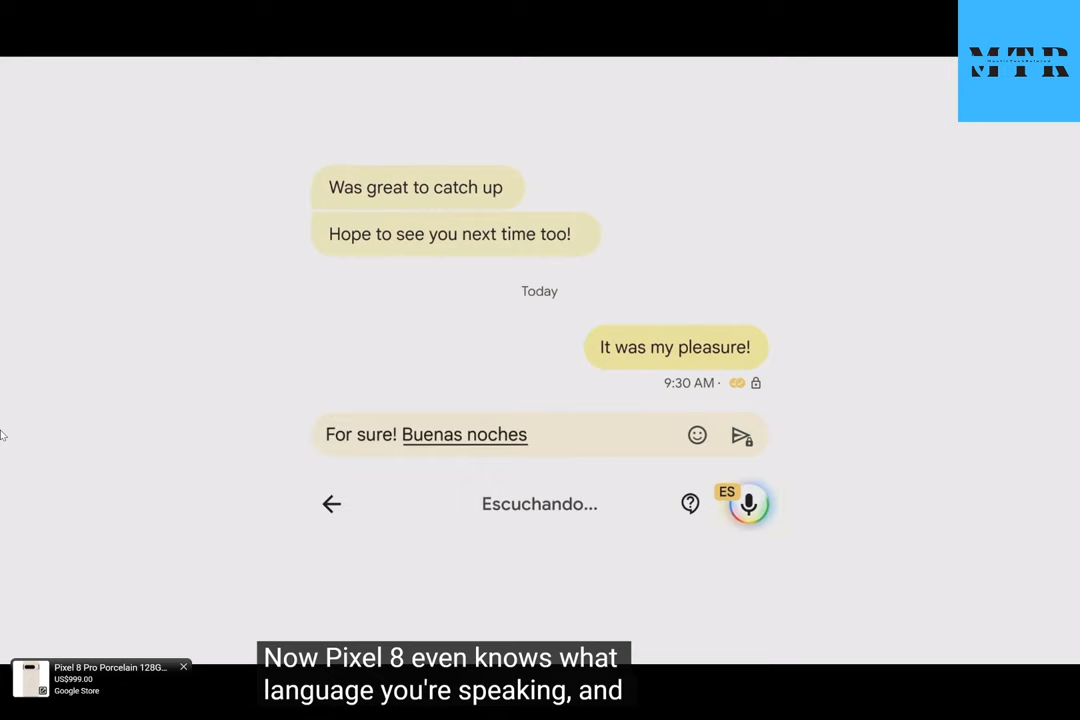 MTR
Was great to catch up
Hope to see you next time too!
Today
It was my pleasure!
9:30 AM ·
For sure! Buenas noches
ES
Escuchando...
Now Pixel 8 even knows what
language you're speaking, and
Pixel 8 Pro Porcelain 128G...
US$999.00
Google Store